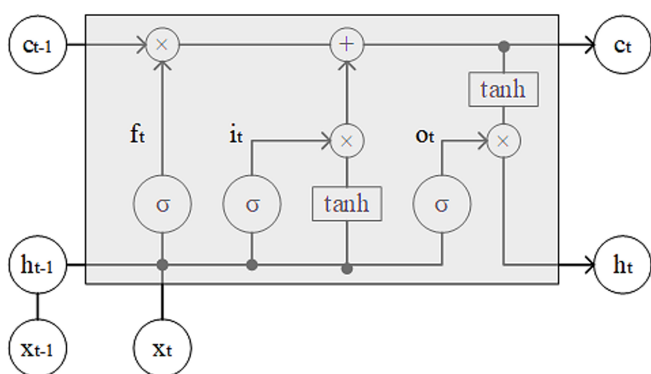 Ct-1
×
+
Ct
tanh
ft
it
×
ot
×
σ
σ
tanh
σ
ht-1
ht
Xt-1
Xt